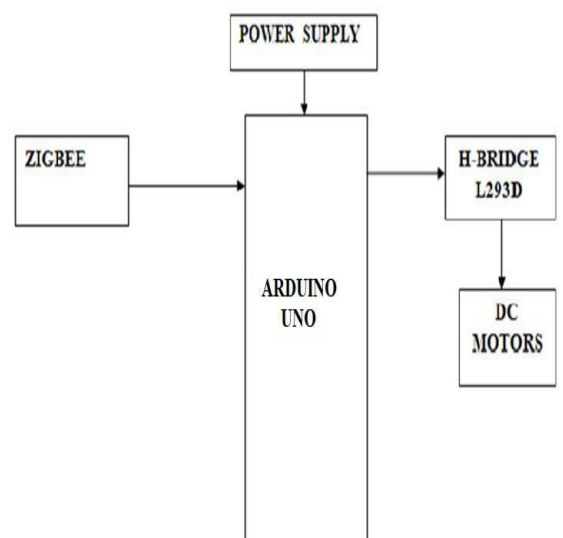 POWER SUPPLY
ZIGBEE
H-BRIDGE
L293D
ARDUINO
UNO
DC
MOTORS